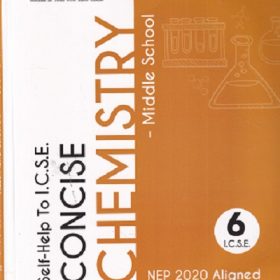 Self-Help To I.C.S.E.
CONCISE
CHEMISTRY
- Middle School
6
I.C.S.E.
NEP 2020 Aligned